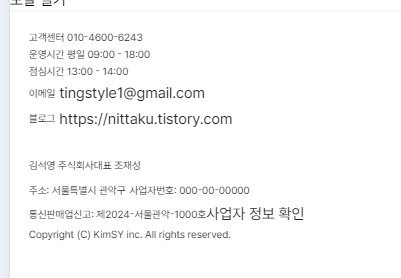 모달 열기
고객센터 010-4600-6243
운영시간 평일 09:00 - 18:00
점심시간 13:00 - 14:00
이메일 tingstyle1@gmail.com
블로그 https://nittaku.tistory.com
김석영 주식회사대표 조재성
주소: 서울특별시 관악구 사업자번호: 000-00-00000
통신판매업신고: 제2024-서울관악-1000호사업자 정보 확인
Copyright (C) KimSY inc. All rights reserved.